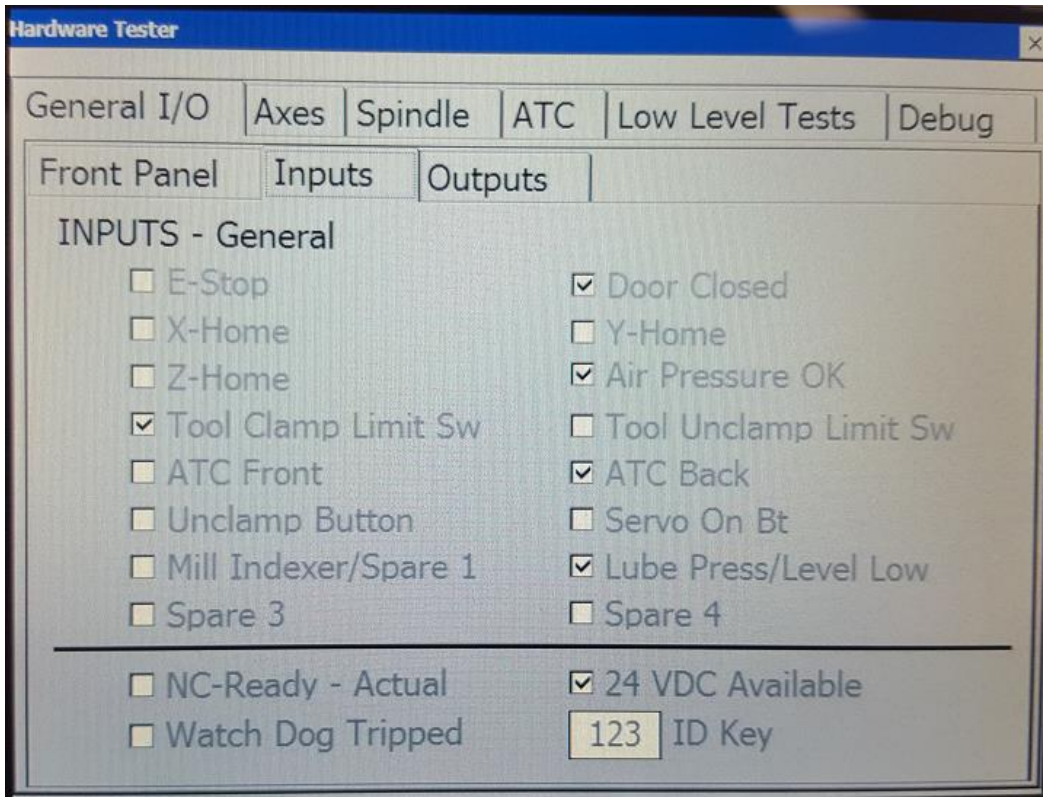 Hardware Tester
General I/O Axes Spindle ATC Low Level Tests Debug
Front Panel Inputs Outputs
INPUTS - General
E-Stop Door Closed
X-Home Y-Home
Z-Home Air Pressure OK
Tool Clamp Limit Sw Tool Unclamp Limit Sw
ATC Front ATC Back
Unclamp Button Servo On Bt
Mill Indexer/Spare 1 Lube Press/Level Low
Spare 3 Spare 4
NC-Ready - Actual 24 VDC Available
Watch Dog Tripped 123 ID Key